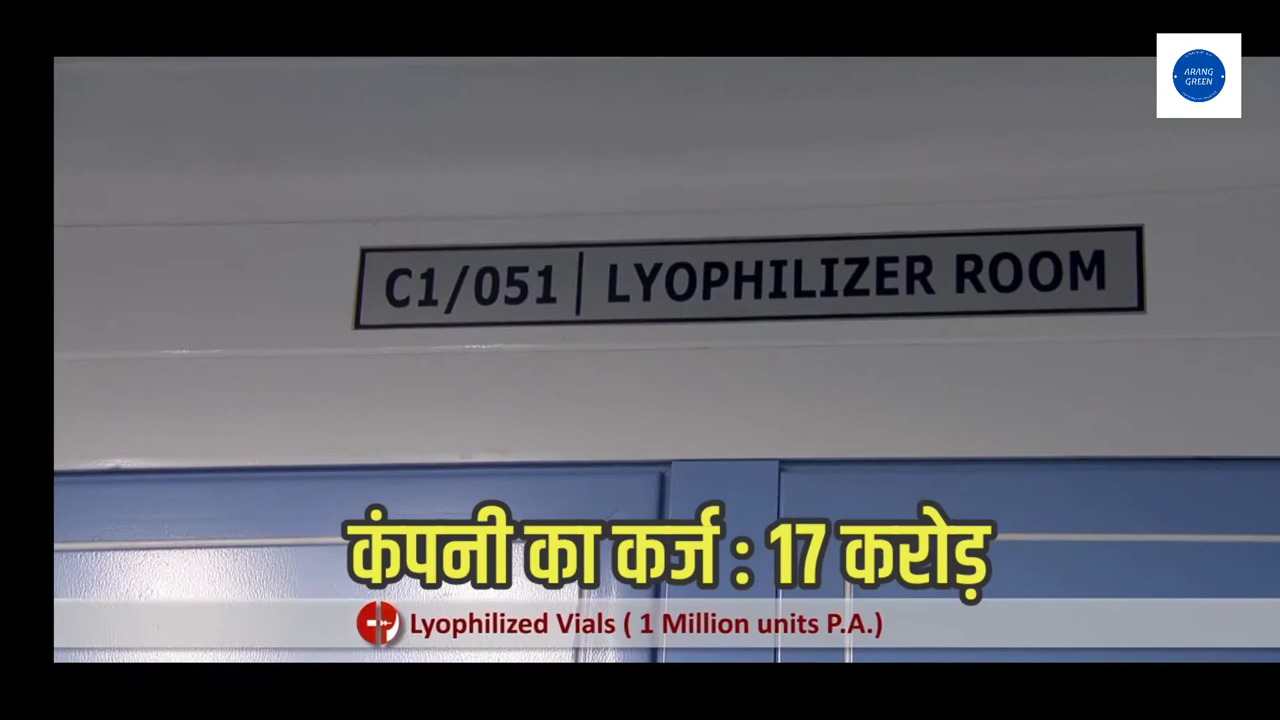 ARANG
GREEN
C1/051 | LYOPHILIZER ROOM
कंपनी का कर्ज : 17 करोड़
Lyophilized Vials ( 1 Million units P.A.)